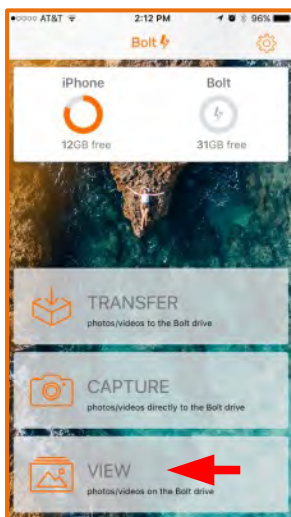 AT&T 2:12 PM 96%
Bolt
iPhone Bolt
12GB free 31GB free
TRANSFER
photos/videos to the Bolt drive
CAPTURE
photos/videos directly to the Bolt drive
VIEW
photos/videos on the Bolt drive